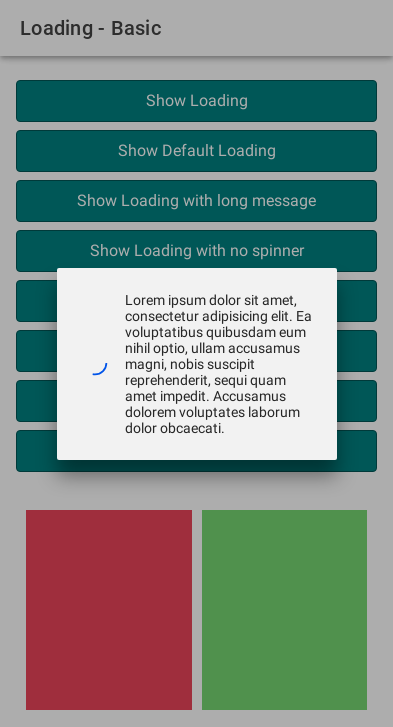 Loading - Basic
Show Loading
Show Default Loading
Show Loading with long message
Show Loading with no spinner
Lorem ipsum dolor sit amet,
consectetur adipisicing elit. Ea
voluptatibus quibusdam eum
nihil optio, ullam accusamus
magni, nobis suscipit
reprehenderit, sequi quam
amet impedit. Accusamus
dolorem voluptates laborum
dolor obcaecati.